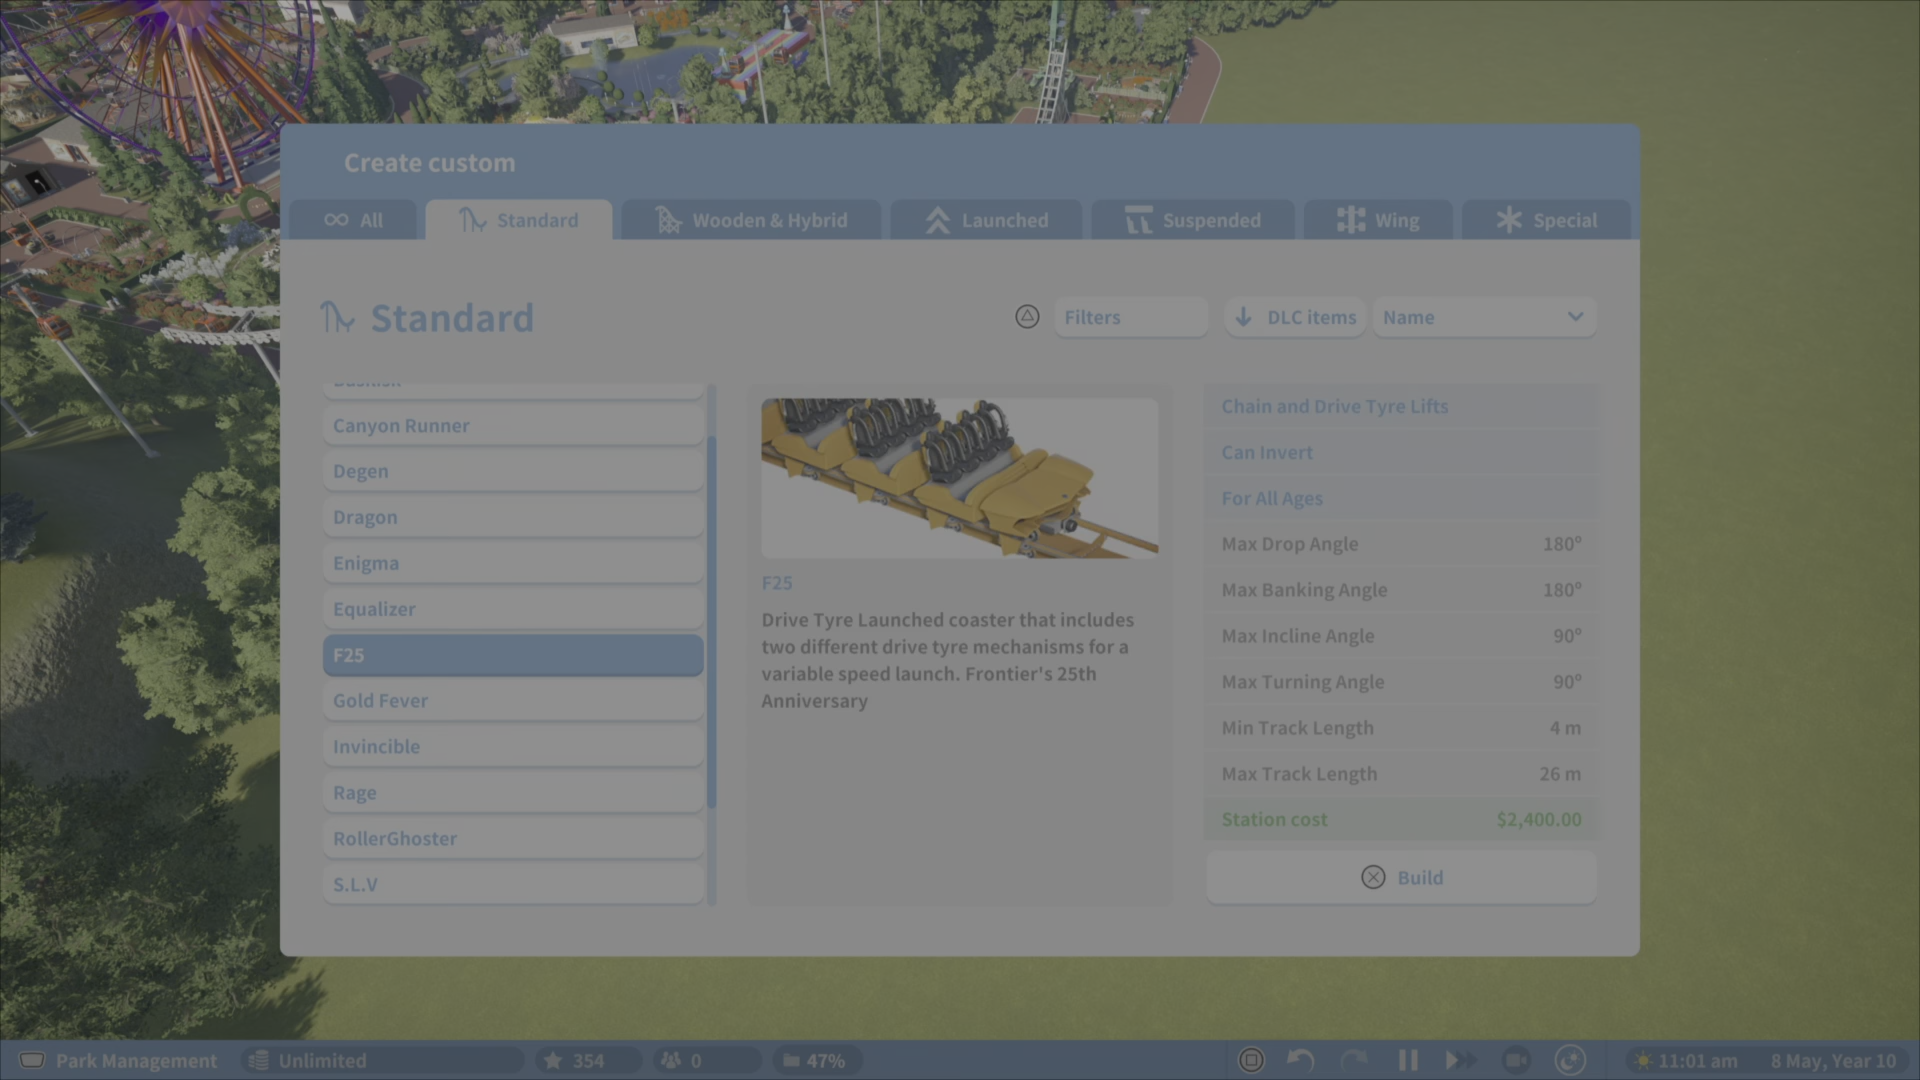 Create custom
All
Standard
Wooden & Hybrid
Launched
Suspended
Wing
Special
Standard
Filters
DLC items
Name
Canyon Runner
Degen
Dragon
Enigma
Equalizer
F25
Gold Fever
Invincible
Rage
RollerGhoster
S.L.V
F25
Drive Tyre Launched coaster that includes
two different drive tyre mechanisms for a
variable speed launch. Frontier's 25th
Anniversary
Chain and Drive Tyre Lifts
Can Invert
For All Ages
Max Drop Angle 180°
Max Banking Angle 180°
Max Incline Angle 90°
Max Turning Angle 90°
Min Track Length 4 m
Max Track Length 26 m
Station cost $2,400.00
Build
Park Management
Unlimited
354
0
47%
11:01 am
8 May, Year 10